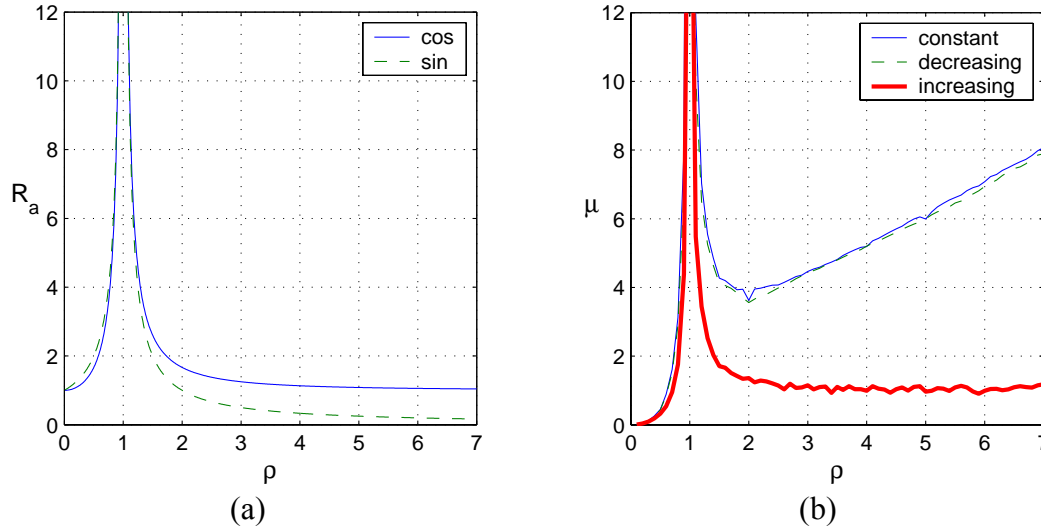 12
10
8
6
4
2
0
R_a
0 1 2 3 4 5 6 7
ρ
cos
sin
(a)
12
10
8
6
4
2
0
μ
0 1 2 3 4 5 6 7
ρ
constant
decreasing
increasing
(b)